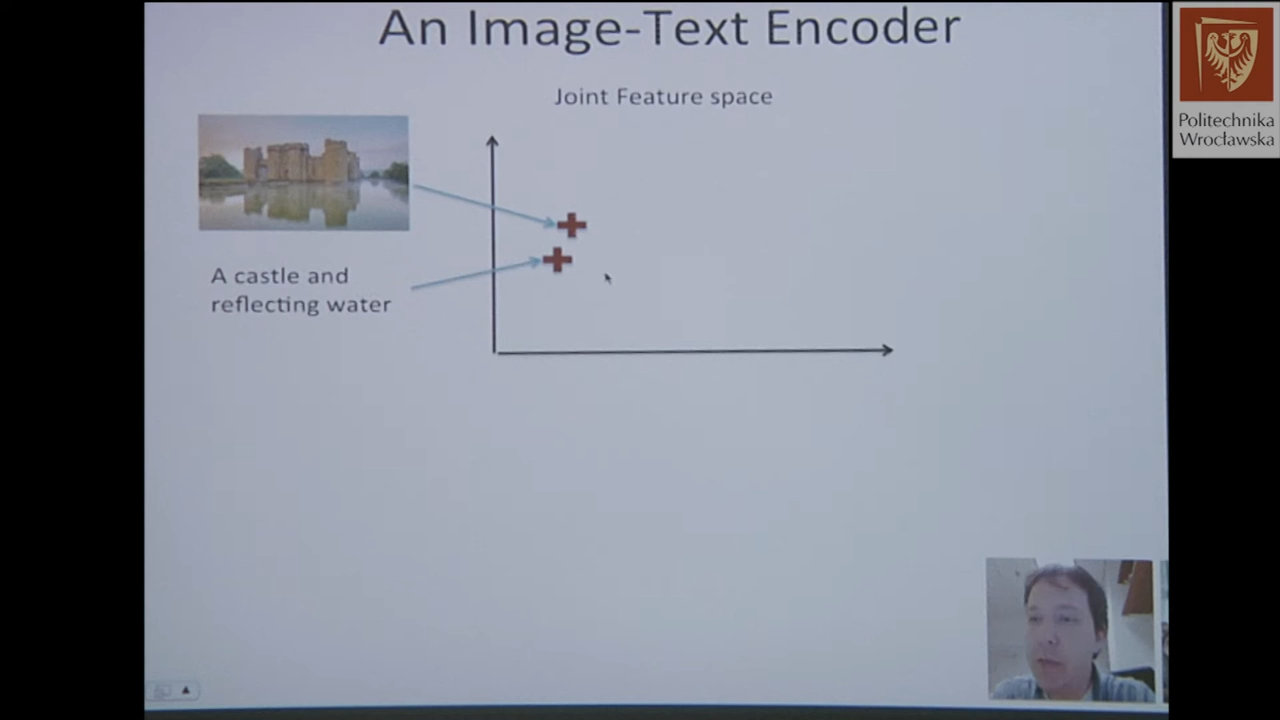 An Image-Text Encoder
Joint Feature space
A castle and
reflecting water
Politechnika
Wrocławska